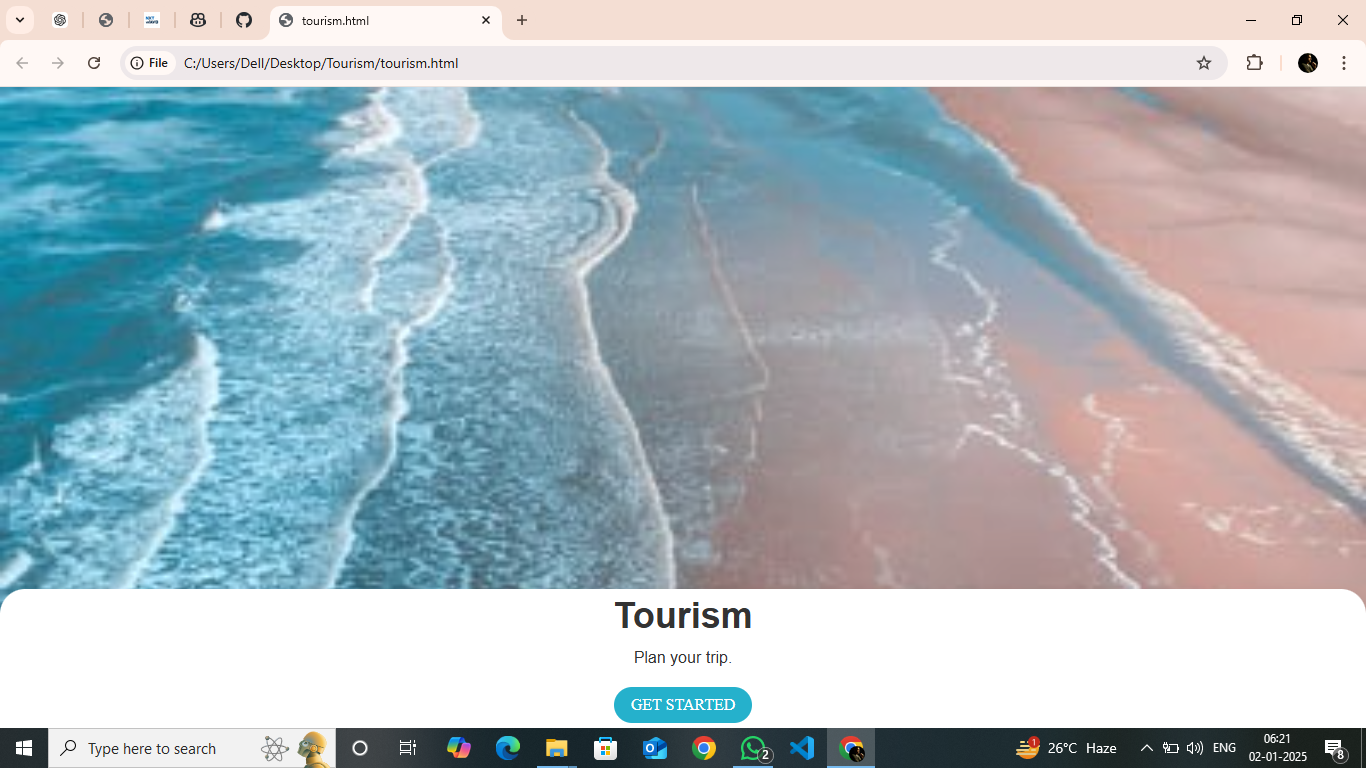 tourism.html
File
C:/Users/Dell/Desktop/Tourism/tourism.html
Tourism
Plan your trip.
GET STARTED
Type here to search
2
1
26°C Haze
ENG
06:21
02-01-2025
8